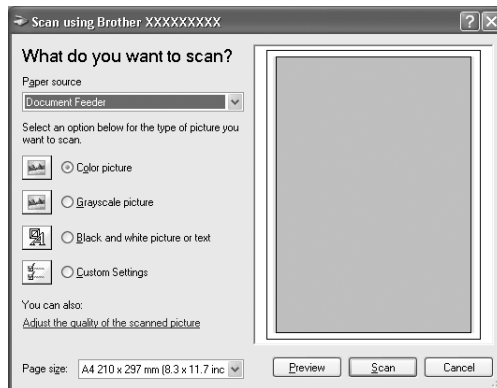 Scan using Brother XXXXXXXXX
What do you want to scan?
Paper source
Document Feeder
Select an option below for the type of picture you
want to scan.
Color picture
Grayscale picture
Black and white picture or text
Custom Settings
You can also:
Adjust the quality of the scanned picture
Page size: A4 210 x 297 mm (8.3 x 11.7 inc
Preview Scan Cancel